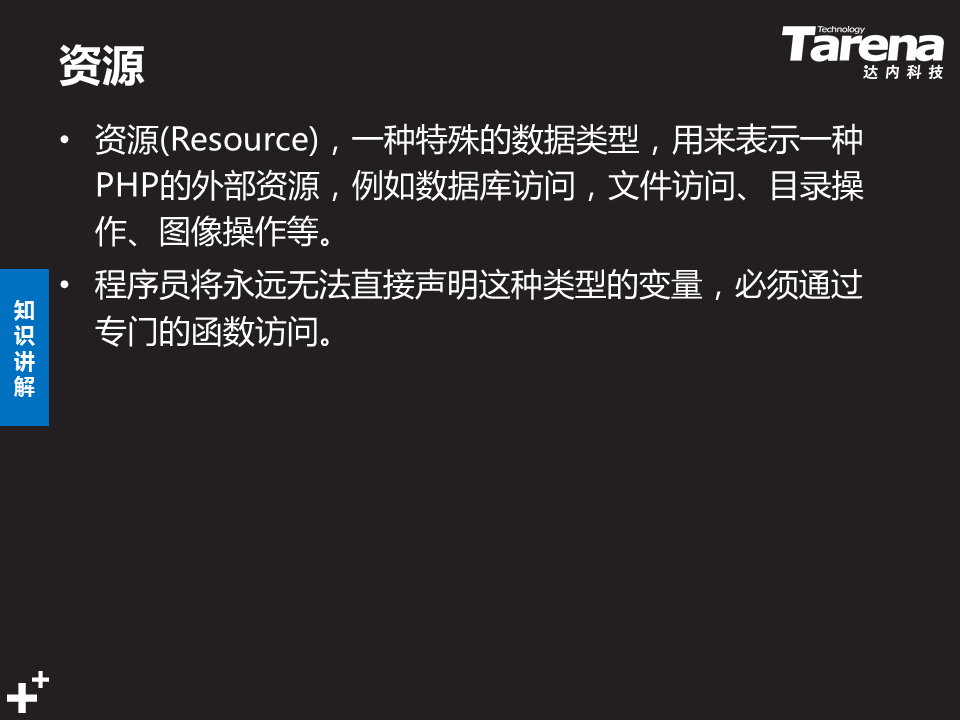 资源
Technology
Tarena
达内科技
• 资源(Resource)，一种特殊的数据类型，用来表示一种
PHP的外部资源，例如数据库访问，文件访问、目录操
作、图像操作等。
• 程序员将永远无法直接声明这种类型的变量，必须通过
专门的函数访问。
知
识
讲
解